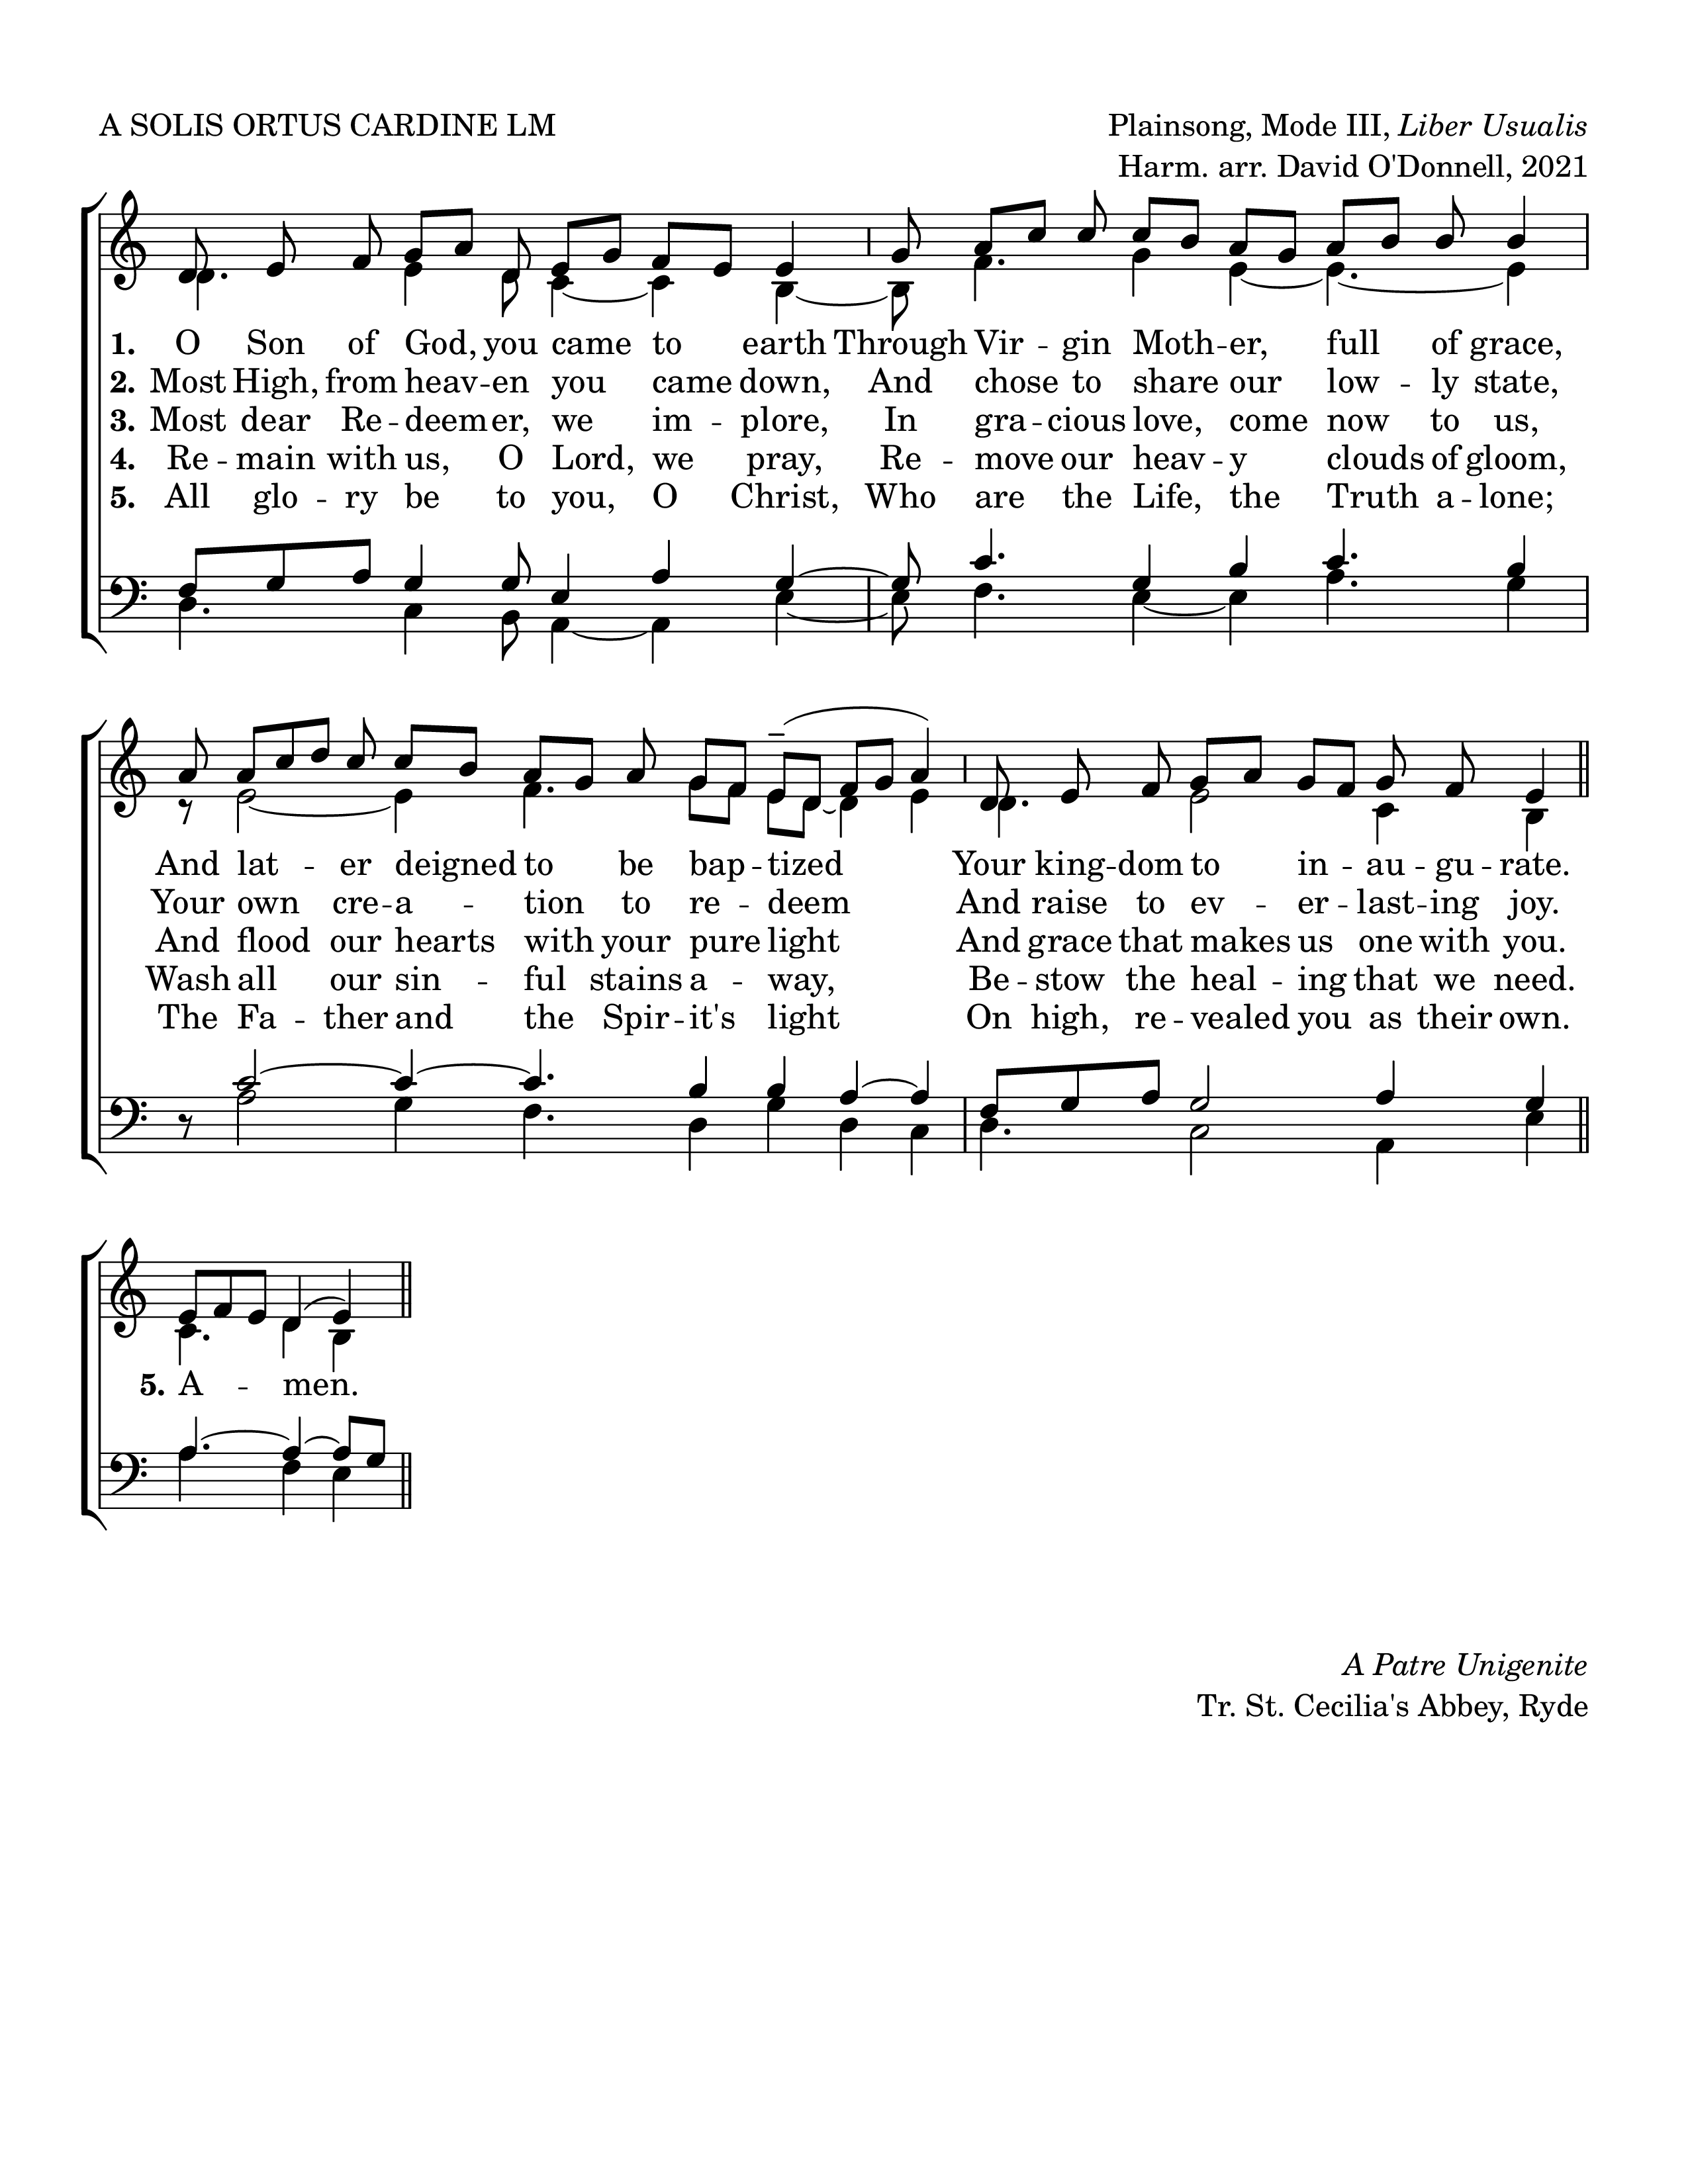 A SOLIS ORTUS CARDINE LM
Plainsong, Mode III, Liber Usualis
Harm. arr. David O'Donnell, 2021
1. O Son of God, you came to earth Through Vir -- gin Moth -- er, full of grace,
2. Most High, from heav -- en you came down, And chose to share our low -- ly state,
3. Most dear Re -- deem -- er, we im -- plore, In gra -- cious love, come now to us,
4. Re -- main with us, O Lord, we pray, Re -- move our heav -- y clouds of gloom,
5. All glo -- ry be to you, O Christ, Who are the Life, the Truth a -- lone;
And lat -- er deigned to be bap -- tized Your king -- dom to in -- au -- gu -- rate.
Your own cre -- a -- tion to re -- deem And raise to ev -- er -- last -- ing joy.
And flood our hearts with your pure light And grace that makes us one with you.
Wash all our sin -- ful stains a -- way, Be -- stow the heal -- ing that we need.
The Fa -- ther and the Spir -- it's light On high, re -- vealed you as their own.
5. A -- men.
A Patre Unigenite
Tr. St. Cecilia's Abbey, Ryde